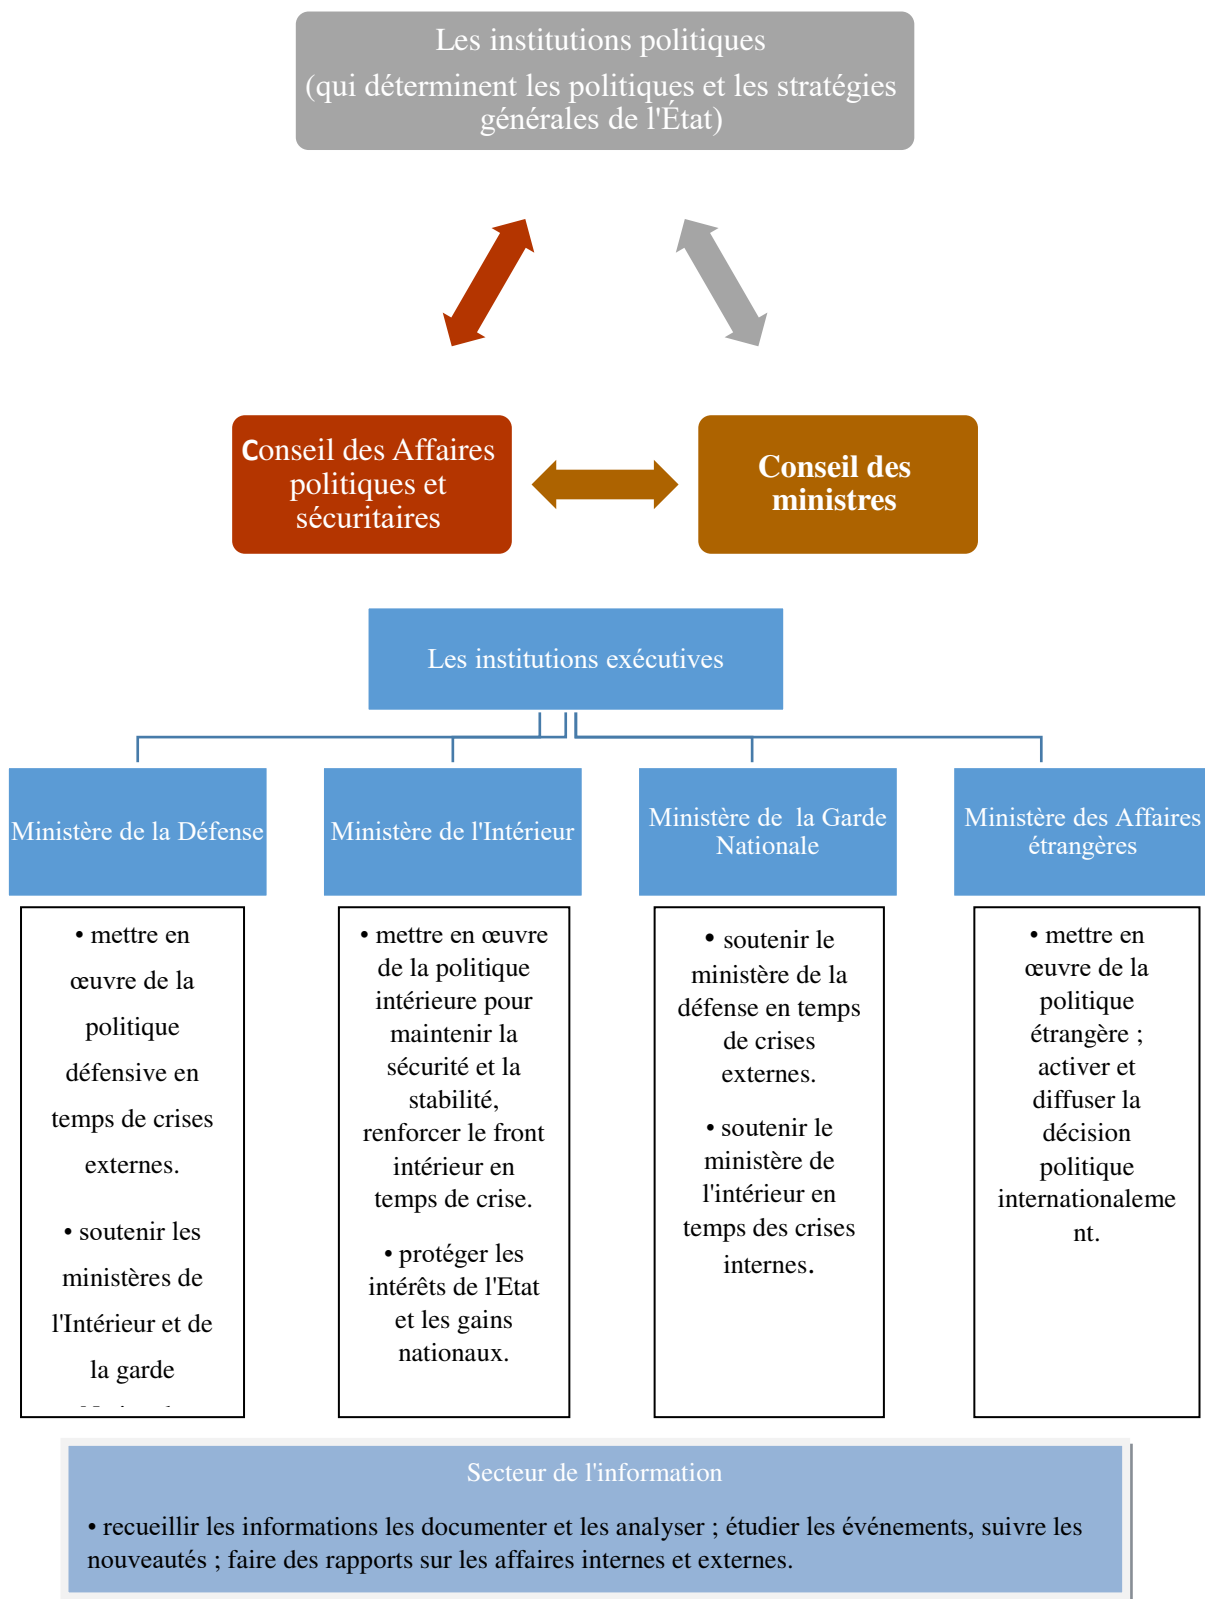 Les institutions politiques
(qui déterminent les politiques et les stratégies
générales de l'État)
Conseil des Affaires
politiques et
sécuritaires
Conseil des
ministres
Les institutions exécutives
Ministère de la Défense
Ministère de l'Intérieur
Ministère de la Garde
Nationale
Ministère des Affaires
étrangères
• mettre en
œuvre de la
politique
défensive en
temps de crises
externes.
• soutenir les
ministères de
l'Intérieur et de
la garde
• mettre en œuvre
de la politique
intérieure pour
maintenir la
sécurité et la
stabilité,
renforcer le front
intérieur en
temps de crise.
• protéger les
intérêts de l'Etat
et les gains
nationaux.
• soutenir le
ministère de la
défense en temps
de crises
externes.
• soutenir le
ministère de
l'intérieur en
temps des crises
internes.
• mettre en
œuvre de la
politique
étrangère ;
activer et
diffuser la
décision
politique
internationaleme
nt.
Secteur de l'information
• recueillir les informations les documenter et les analyser ; étudier les événements, suivre les
nouveautés ; faire des rapports sur les affaires internes et externes.